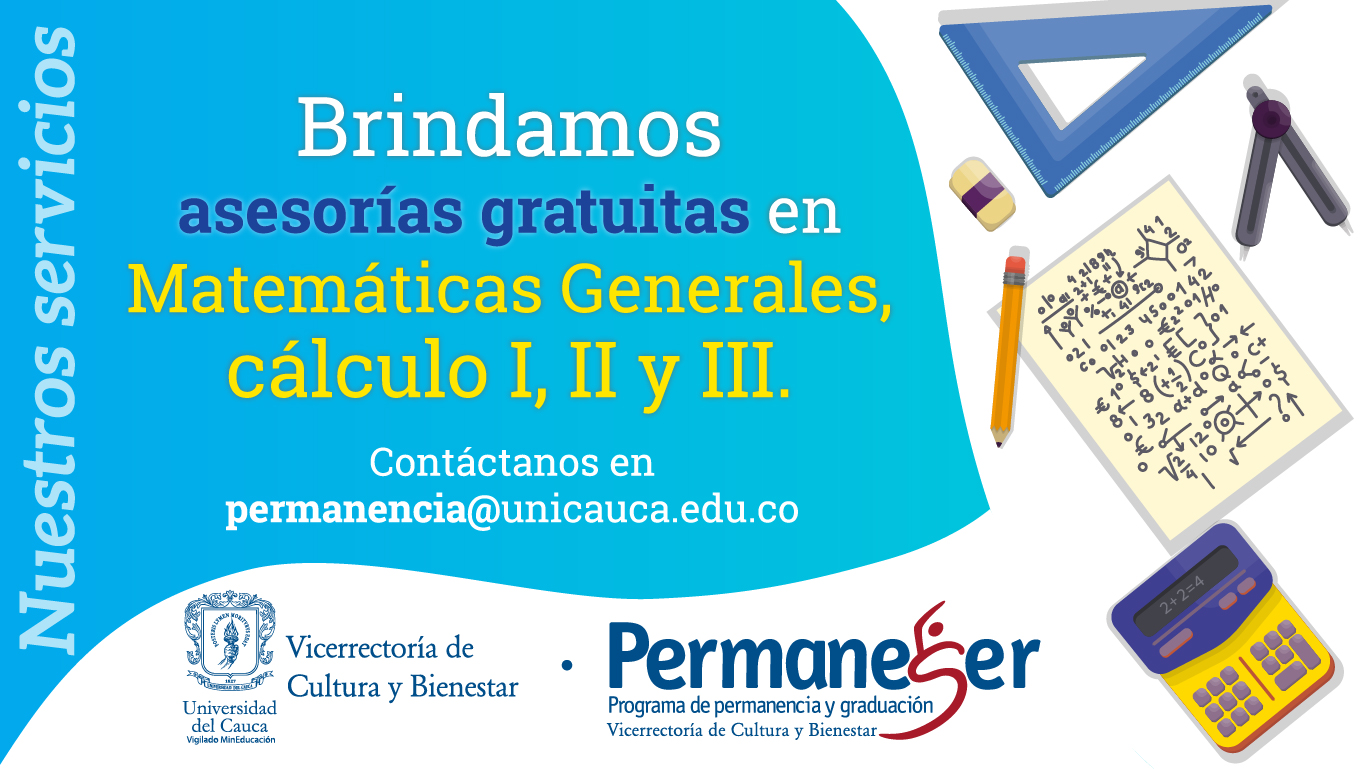 Nuestros servicios
Brindamos
asesorías gratuitas en
Matemáticas Generales,
cálculo I, II y III.
Contáctanos en
permanencia@unicauca.edu.co
Universidad
del Cauca
Vigilado MinEducación
Vicerrectoría de
Cultura y Bienestar
PermaneSer
Programa de permanencia y graduación
Vicerrectoría de Cultura y Bienestar
2+2=4